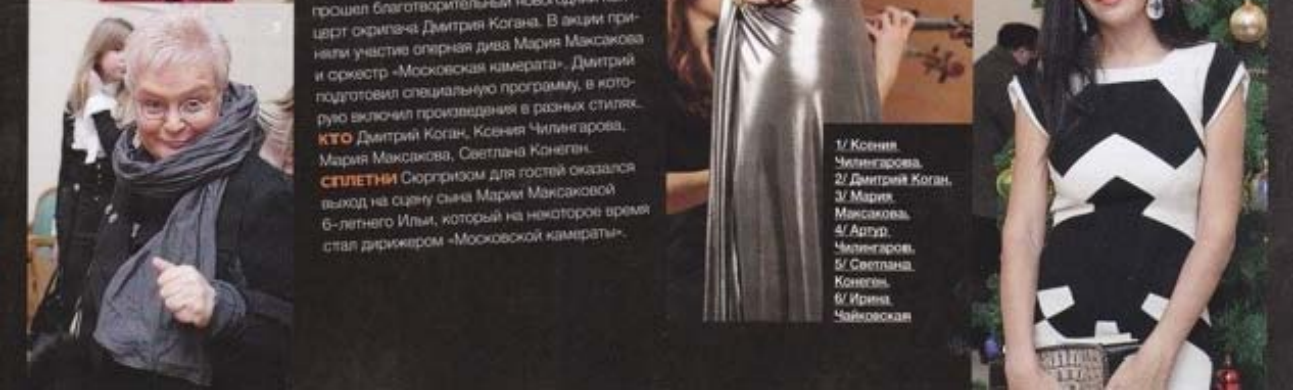 прошел благотворительный новогодний кон-
церт скрипача Дмитрия Когана. В акции при-
няли участие оперная дива Мария Максакова
и оркестр «Московская камерата». Дмитрий
подготовил специальную программу, в кото-
рую включил произведения в разных стилях.
КТО Дмитрий Коган, Ксения Чилингарова,
Мария Максакова, Светлана Конеген.
СПЛЕТНИ Сюрпризом для гостей оказался
выход на сцену сына Марии Максаковой
6-летнего Ильи, который на некоторое время
стал дирижером «Московской камераты».
1/ Ксения
Чилингарова.
2/ Дмитрий Коган.
3/ Мария
Максакова.
4/ Артур
Чилингаров.
5/ Светлана
Конеген.
6/ Ирина
Чайковская